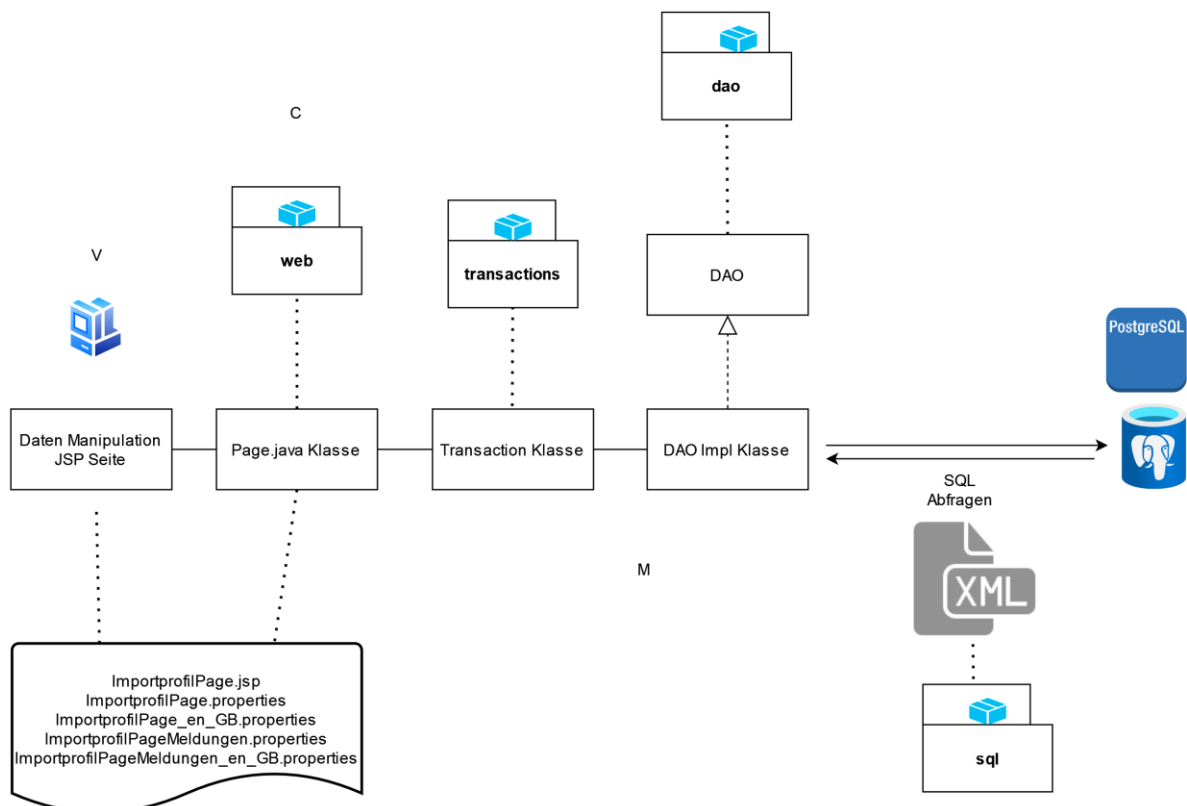 dao
C
V
web
transactions
DAO
PostgreSQL
Daten Manipulation
JSP Seite
Page.java Klasse
Transaction Klasse
DAO Impl Klasse
SQL
Abfragen
M
XML
ImportprofilPage.jsp
ImportprofilPage.properties
ImportprofilPage_en_GB.properties
ImportprofilPageMeldungen.properties
ImportprofilPageMeldungen_en_GB.properties
sql